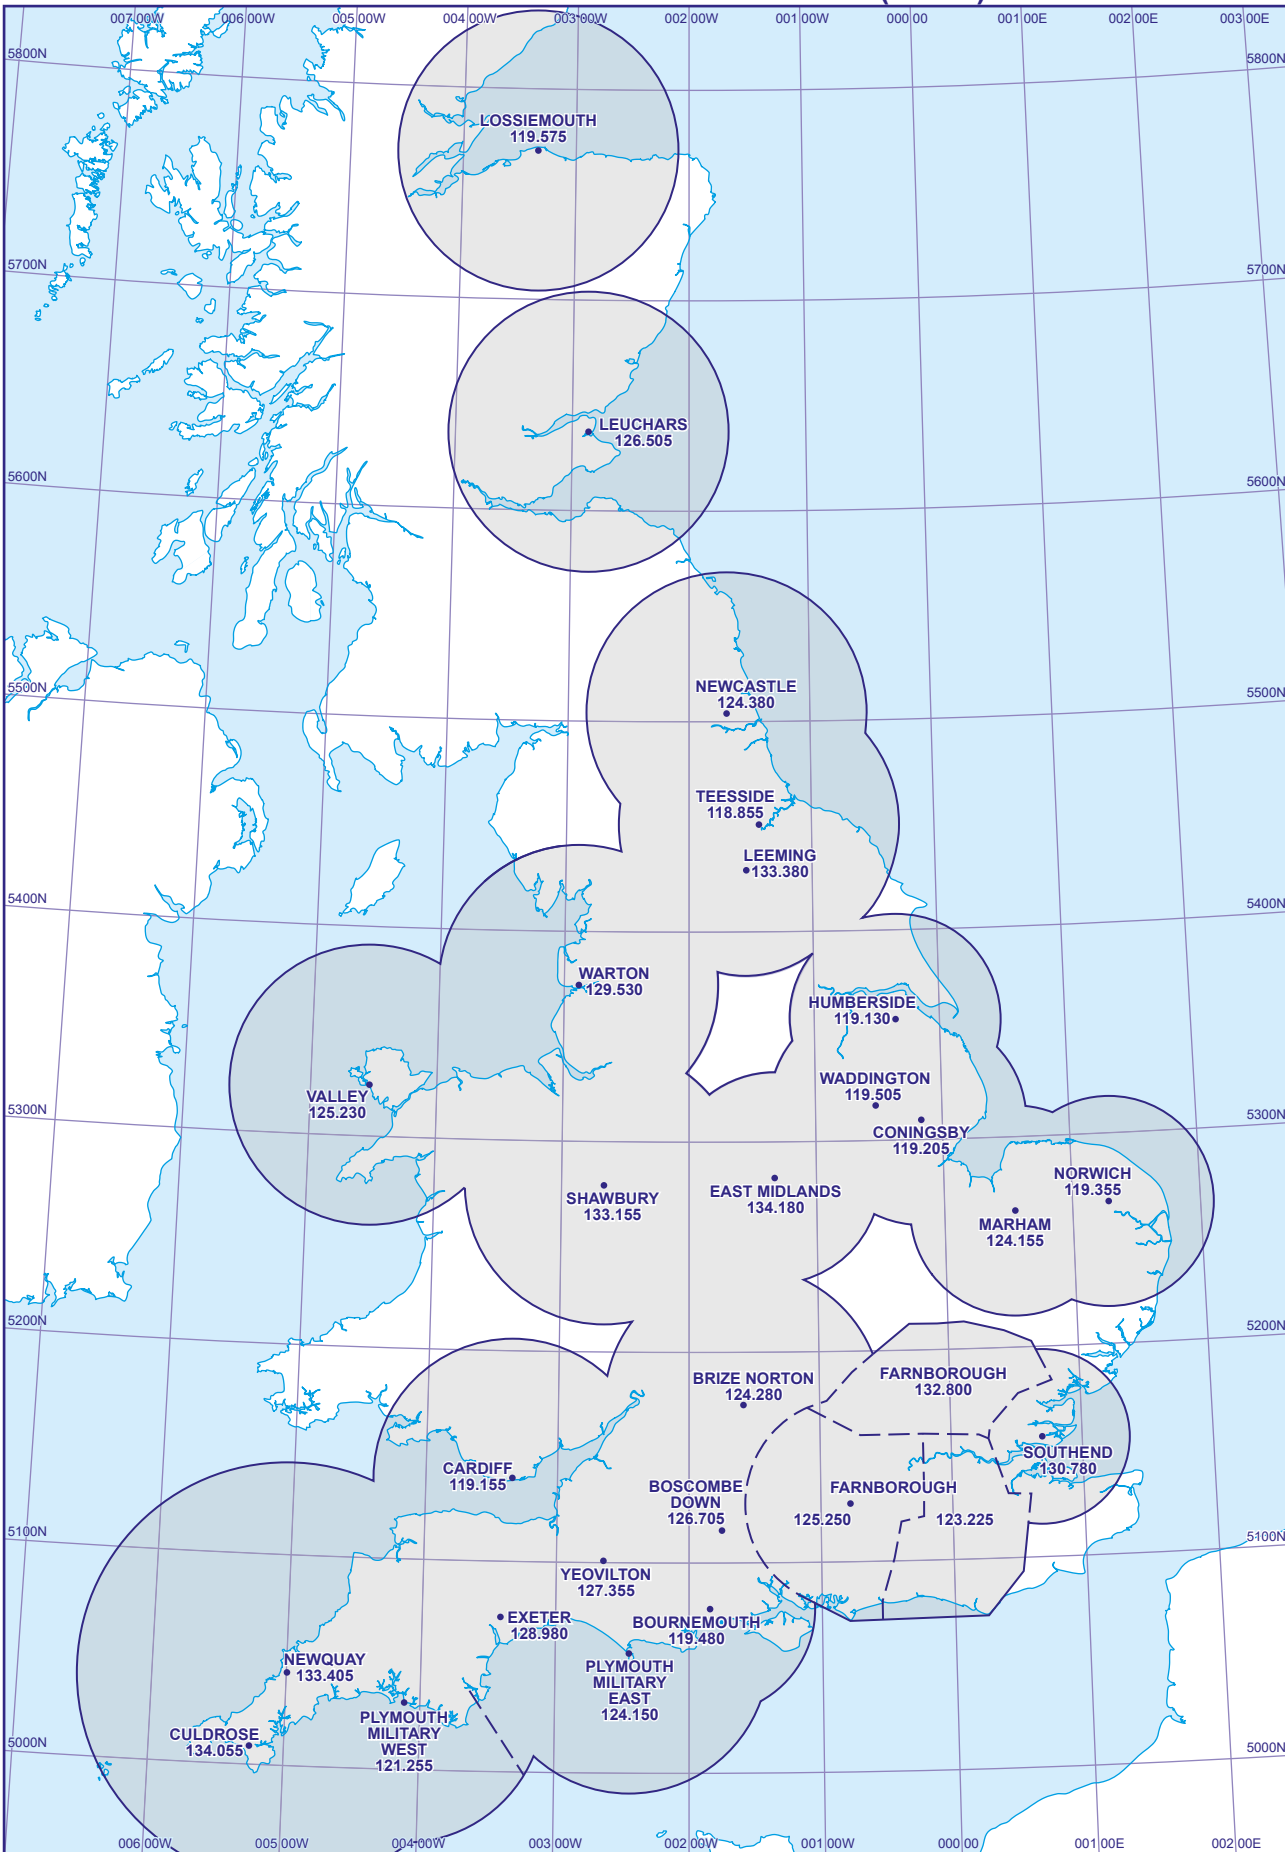 007 00W 006 00W 005 00W 004 00W 003 00W 002 00W 001 00W 000 00 001 00E 002 00E 003 00E
5800N 5800N
LOSSIEMOUTH
119.575
5700N 5700N
LEUCHARS
126.505
5600N 5600N
NEWCASTLE
124.380
5500N 5500N
TEESSIDE
118.855
LEEMING
133.380
5400N 5400N
WARTON
129.530
HUMBERSIDE
119.130
VALLEY
125.230
WADDINGTON
119.505
5300N 5300N
CONINGSBY
119.205
SHAWBURY
133.155
EAST MIDLANDS
134.180
NORWICH
119.355
MARHAM
124.155
5200N 5200N
BRIZE NORTON
124.280
FARNBOROUGH
132.800
SOUTHEND
130.780
CARDIFF
119.155
BOSCOMBE
DOWN
126.705
FARNBOROUGH
125.250 123.225
5100N 5100N
YEOVILTON
127.355
EXETER
128.980
BOURNEMOUTH
119.480
NEWQUAY
133.405
PLYMOUTH
MILITARY
EAST
124.150
CULDROSE
134.055
PLYMOUTH
MILITARY
WEST
121.255
5000N 5000N
006 00W 005 00W 004 00W 003 00W 002 00W 001 00W 000 00 001 00E 002 00E